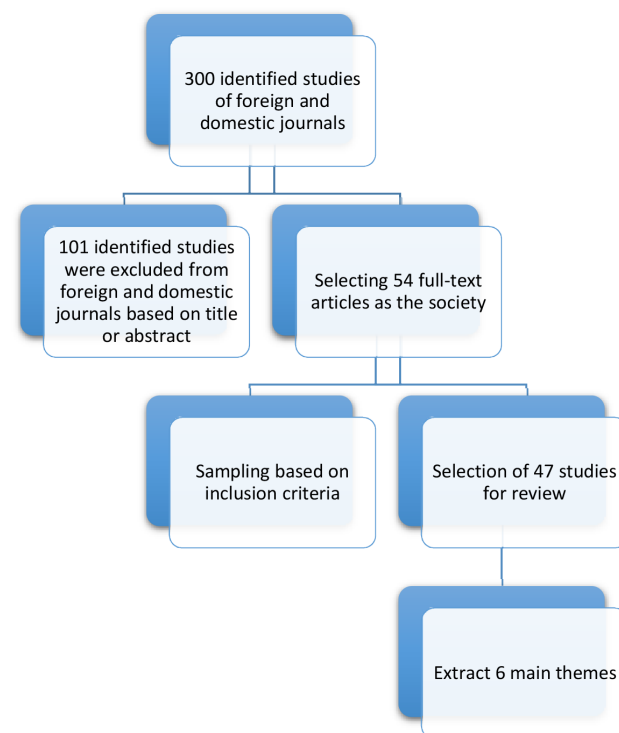 300 identified studies
of foreign and
domestic journals
101 identified studies
were excluded from
foreign and domestic
journals based on title
or abstract
Selecting 54 full-text
articles as the society
Sampling based on
inclusion criteria
Selection of 47 studies
for review
Extract 6 main themes